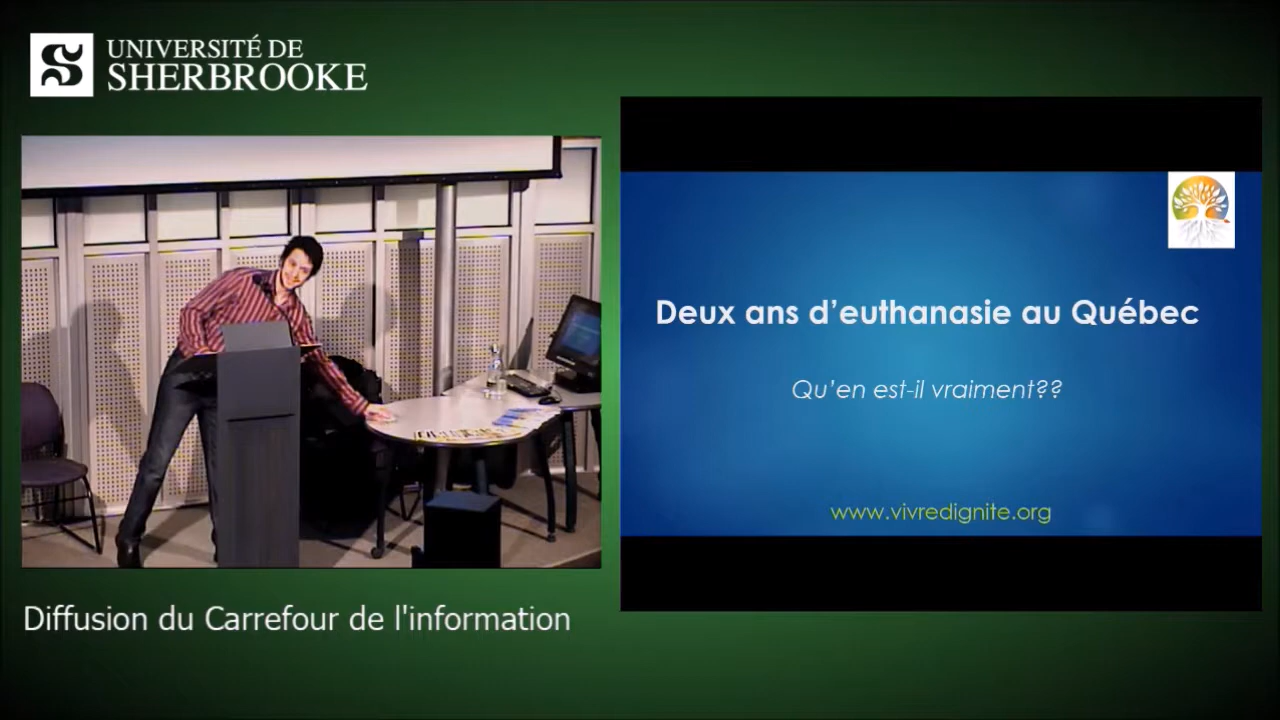 UNIVERSITÉ DE
SHERBROOKE
Deux ans d’euthanasie au Québec
Qu’en est-il vraiment??
www.vivredignite.org
Diffusion du Carrefour de l'information